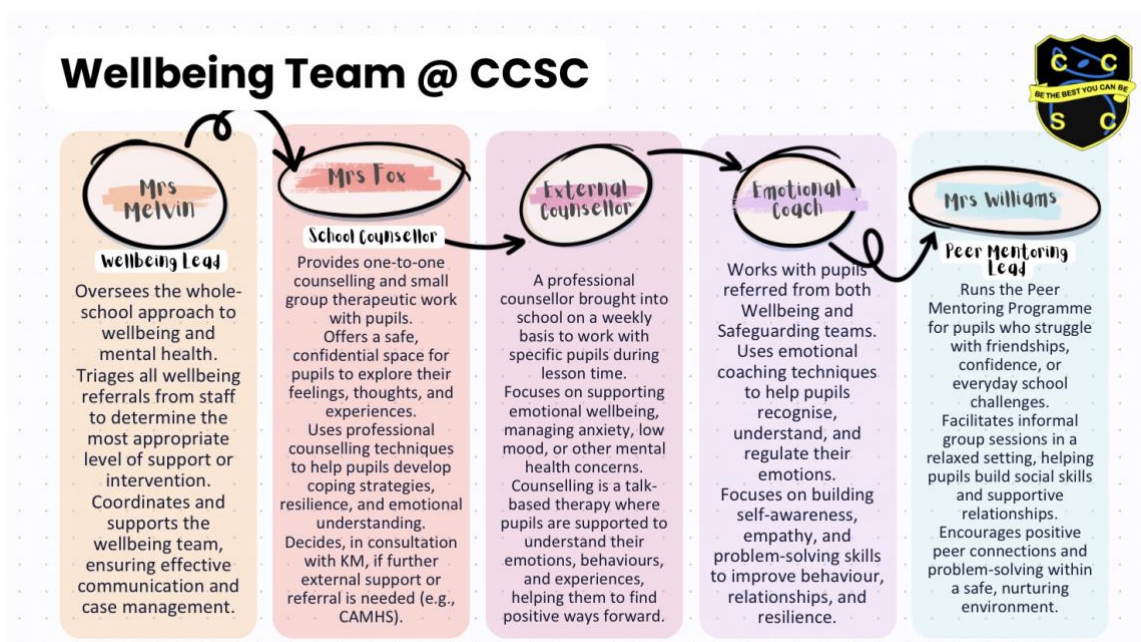 Wellbeing Team @ CCSC
C C
BE THE BEST YOU CAN BE
S C
Mrs
Melvin
Wellbeing Lead
Oversees the whole-
school approach to
wellbeing and
mental health.
Triages all wellbeing
referrals from staff
to determine the
most appropriate
level of support or
intervention.
Coordinates and
supports the
wellbeing team,
ensuring effective
communication and
case management.
Mrs Fox
School Counsellor
Provides one-to-one
counselling and small
group therapeutic work
with pupils.
Offers a safe,
confidential space for
pupils to explore their
feelings, thoughts, and
experiences.
Uses professional
counselling techniques
to help pupils develop
coping strategies,
resilience, and emotional
understanding.
Decides, in consultation
with KM, if further
external support or
referral is needed (e.g.,
CAMHS).
External
Counsellor
A professional
counsellor brought into
school on a weekly
basis to work with
specific pupils during
lesson time.
Focuses on supporting
emotional wellbeing,
managing anxiety, low
mood, or other mental
health concerns.
Counselling is a talk-
based therapy where
pupils are supported to
understand their
emotions, behaviours,
and experiences,
helping them to find
positive ways forward.
Emotional
Coach
Works with pupils
referred from both
Wellbeing and
Safeguarding teams.
Uses emotional
coaching techniques
to help pupils
recognise,
understand, and
regulate their
emotions.
Focuses on building
self-awareness,
empathy, and
problem-solving skills
to improve behaviour,
relationships, and
resilience.
Mrs Williams
Peer Mentoring
Lead
Runs the Peer
Mentoring Programme
for pupils who struggle
with friendships,
confidence, or
everyday school
challenges.
Facilitates informal
group sessions in a
relaxed setting, helping
pupils build social skills
and supportive
relationships.
Encourages positive
peer connections and
problem-solving within
a safe, nurturing
environment.